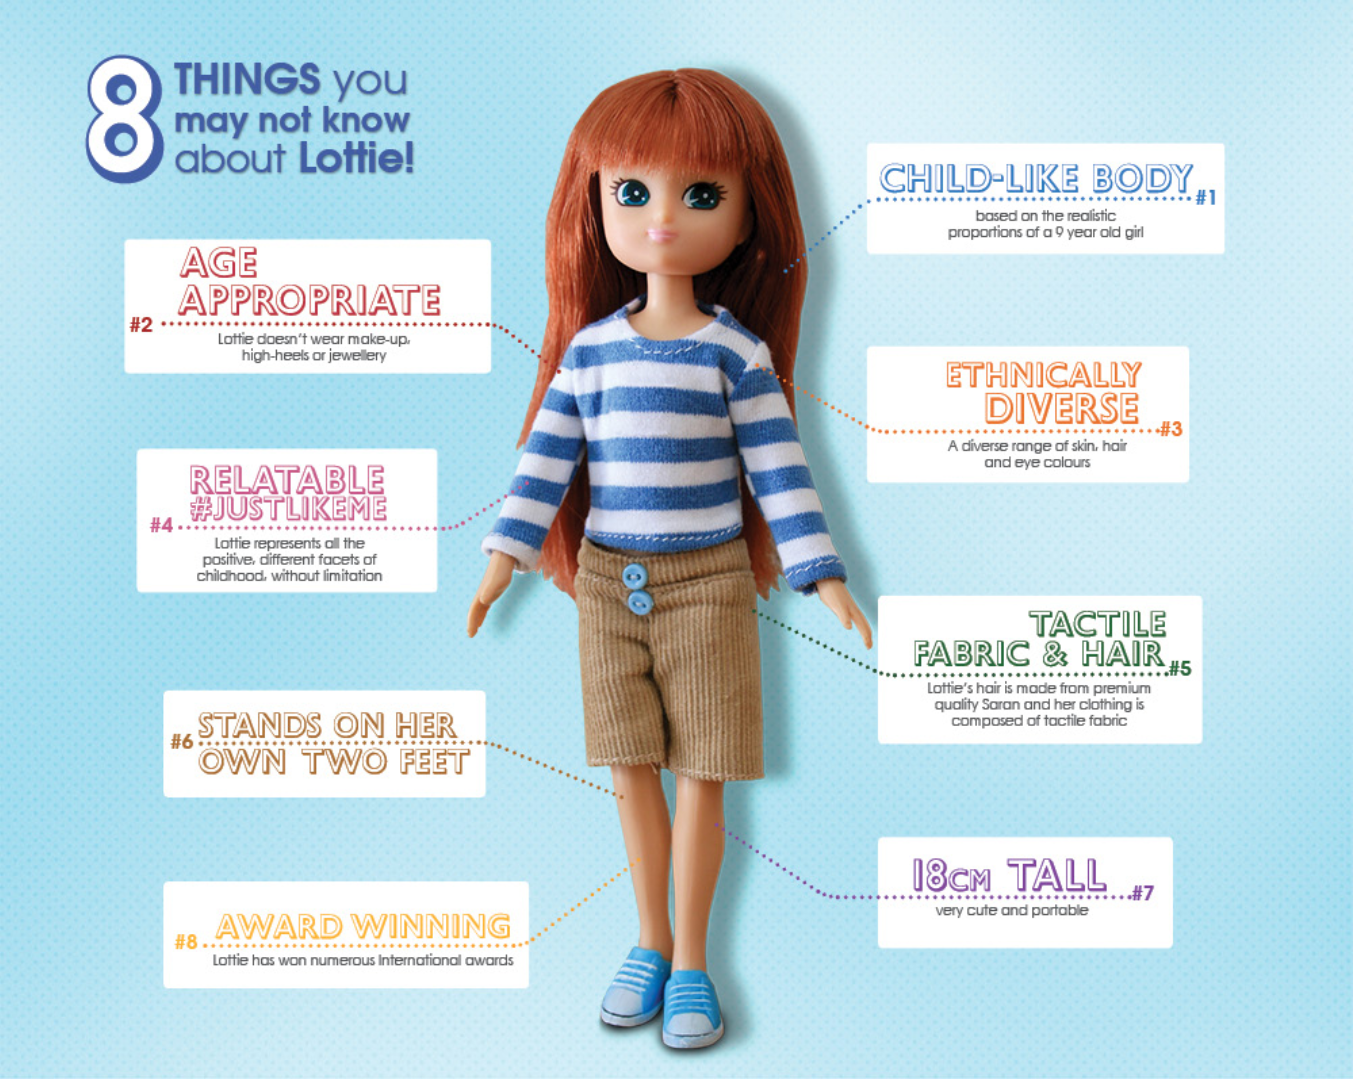 8 THINGS you
may not know
about Lottie!
CHILD-LIKE BODY #1
based on the realistic
proportions of a 9 year old girl
AGE
APPROPRIATE
#2
Lottie doesn't wear make-up,
high-heels or jewellery
ETHNICALLY
DIVERSE #3
A diverse range of skin, hair
and eye colours
RELATABLE
#JUSTLIKEME
#4
Lottie represents all the
positive, different facets of
childhood, without limitation
TACTILE
FABRIC & HAIR #5
Lottie's hair is made from premium
quality Saran and her clothing is
composed of tactile fabric
#6 STANDS ON HER
OWN TWO FEET
18CM TALL #7
very cute and portable
#8 AWARD WINNING
Lottie has won numerous International awards